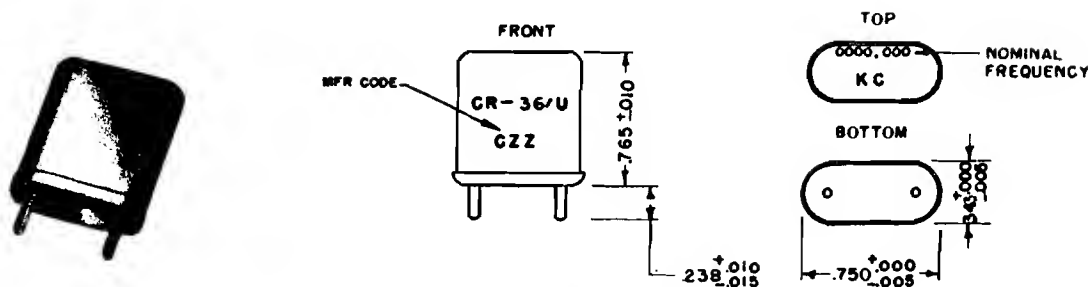 FRONT
MFR CODE
CR-36/U
CZZ
.765 ±.010
.238 +.010 -.015
TOP
0000.000
KC
NOMINAL
FREQUENCY
BOTTOM
.343 +.000 -.005
.750 +.000 -.005